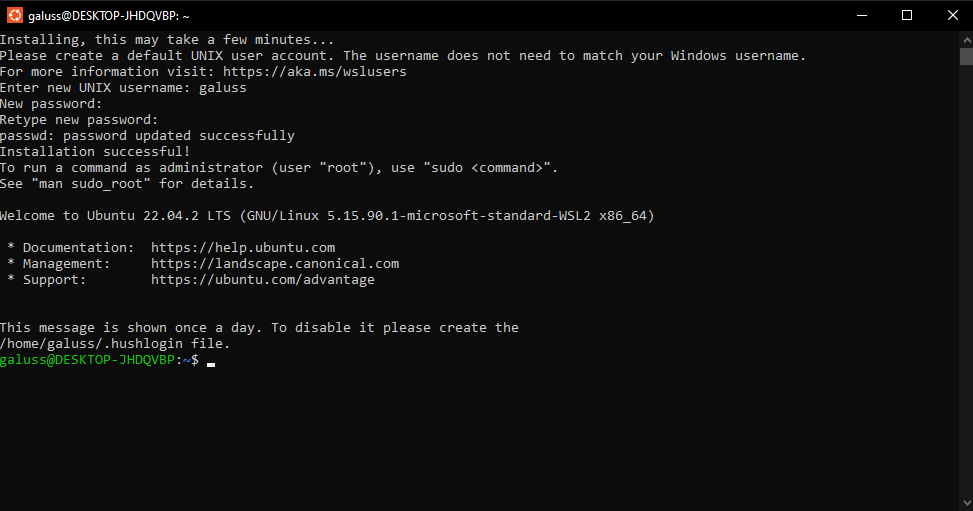 galuss@DESKTOP-JHDQVBP: ~
Installing, this may take a few minutes...
Please create a default UNIX user account. The username does not need to match your Windows username.
For more information visit: https://aka.ms/wslusers
Enter new UNIX username: galuss
New password:
Retype new password:
passwd: password updated successfully
Installation successful!
To run a command as administrator (user "root"), use "sudo <command>".
See "man sudo_root" for details.
Welcome to Ubuntu 22.04.2 LTS (GNU/Linux 5.15.90.1-microsoft-standard-WSL2 x86_64)
* Documentation:  https://help.ubuntu.com
* Management:     https://landscape.canonical.com
* Support:        https://ubuntu.com/advantage
This message is shown once a day. To disable it please create the
/home/galuss/.hushlogin file.
galuss@DESKTOP-JHDQVBP:~$